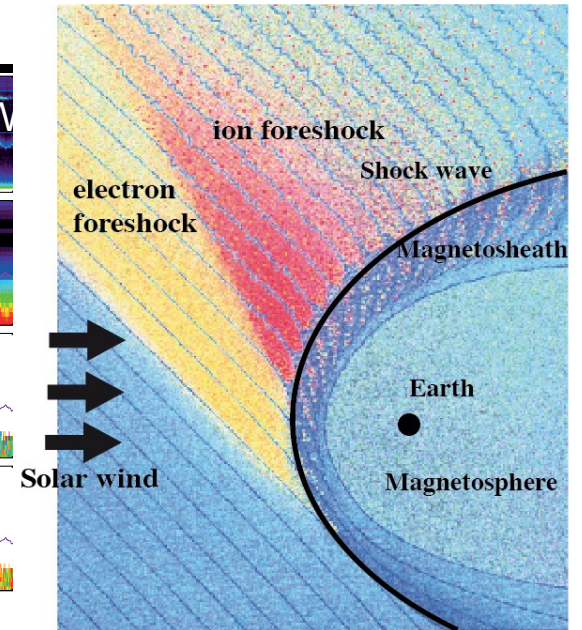 ion foreshock
Shock wave
electron
foreshock
Magnetosheath
Earth
Solar wind
Magnetosphere